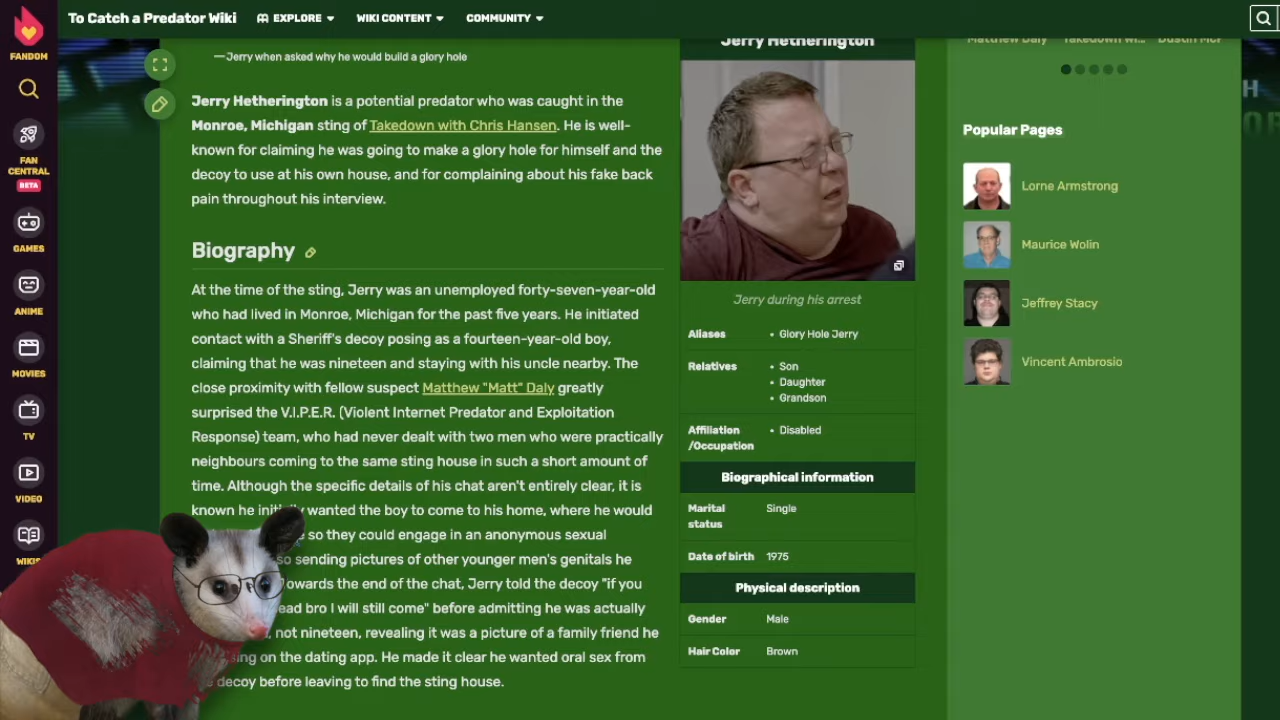 To Catch a Predator Wiki
EXPLORE
WIKI CONTENT
COMMUNITY
FANDOM
FAN
CENTRAL
BETA
GAMES
ANIME
MOVIES
TV
VIDEO
WIKIS
—Jerry when asked why he would build a glory hole
Jerry Hetherington is a potential predator who was caught in the
Monroe, Michigan sting of Takedown with Chris Hansen. He is well-
known for claiming he was going to make a glory hole for himself and the
decoy to use at his own house, and for complaining about his fake back
pain throughout his interview.
Biography
At the time of the sting, Jerry was an unemployed forty-seven-year-old
who had lived in Monroe, Michigan for the past five years. He initiated
contact with a Sheriff's decoy posing as a fourteen-year-old boy,
claiming that he was nineteen and staying with his uncle nearby. The
close proximity with fellow suspect Matthew "Matt" Daly greatly
surprised the V.I.P.E.R. (Violent Internet Predator and Exploitation
Response) team, who had never dealt with two men who were practically
neighbours coming to the same sting house in such a short amount of
time. Although the specific details of his chat aren't entirely clear, it is
known he initially wanted the boy to come to his home, where he would
so they could engage in an anonymous sexual
sending pictures of other younger men's genitals he
owards the end of the chat, Jerry told the decoy "if you
bro I will still come" before admitting he was actually
not nineteen, revealing it was a picture of a family friend he
on the dating app. He made it clear he wanted oral sex from
decoy before leaving to find the sting house.
Jerry Hetherington
Jerry during his arrest
Aliases
• Glory Hole Jerry
Relatives
• Son
• Daughter
• Grandson
Affiliation
/Occupation
• Disabled
Biographical information
Marital
status
Single
Date of birth
1975
Physical description
Gender
Male
Hair Color
Brown
Matthew Daly
Takedown wi...
Popular Pages
Lorne Armstrong
Maurice Wolin
Jeffrey Stacy
Vincent Ambrosio